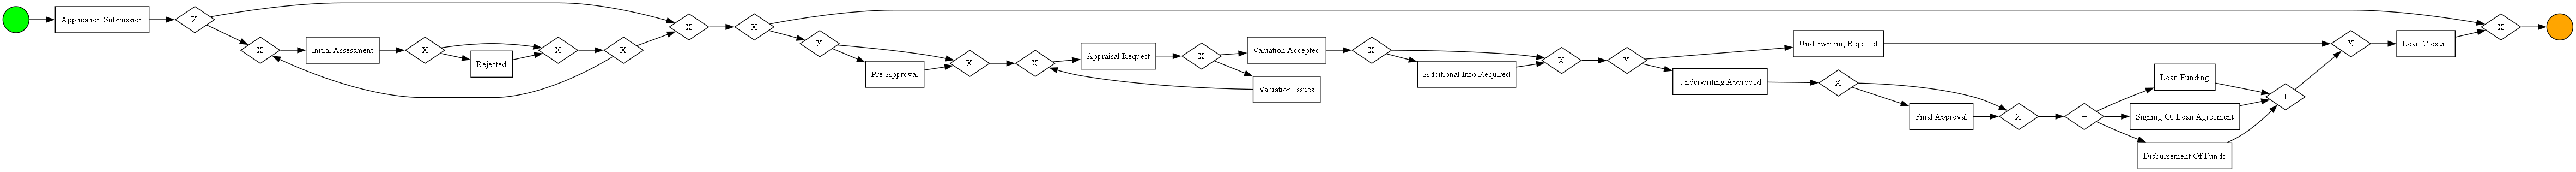 Application Submission
X
X
Initial Assessment
X
Rejected
X
X
X
X
X
Pre-Approval
X
X
Appraisal Request
X
Valuation Accepted
Valuation Issues
X
Additional Info Required
X
X
Underwriting Rejected
Underwriting Approved
X
Final Approval
X
+
Loan Funding
Signing Of Loan Agreement
Disbursement Of Funds
+
X
Loan Closure
X